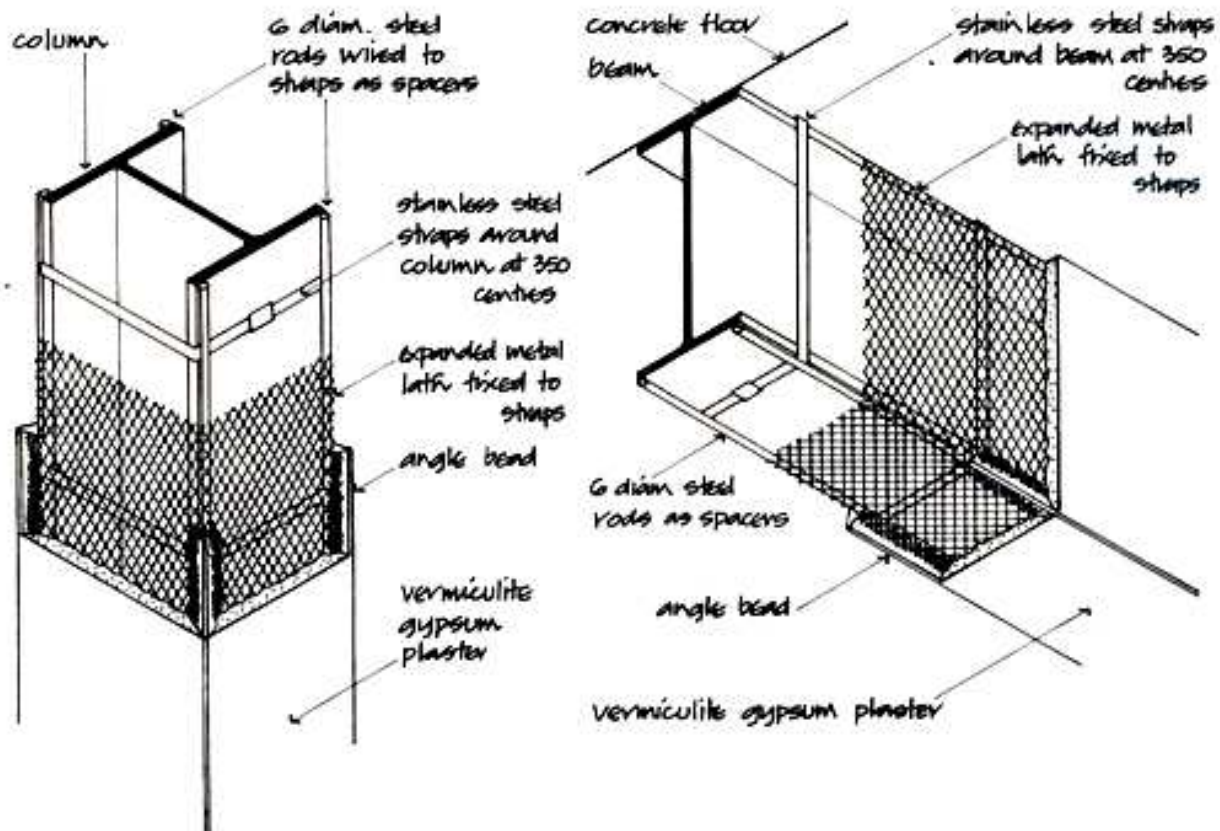 column
6 diam. steel
rods wired to
straps as spacers
stainless steel
straps around
column at 350
centres
expanded metal
lath fixed to
straps
angle bead
vermiculite
gypsum
plaster
concrete floor
beam
stainless steel straps
around beam at 350
centres
expanded metal
lath fixed to
straps
6 diam steel
rods as spacers
angle bead
vermiculite gypsum plaster